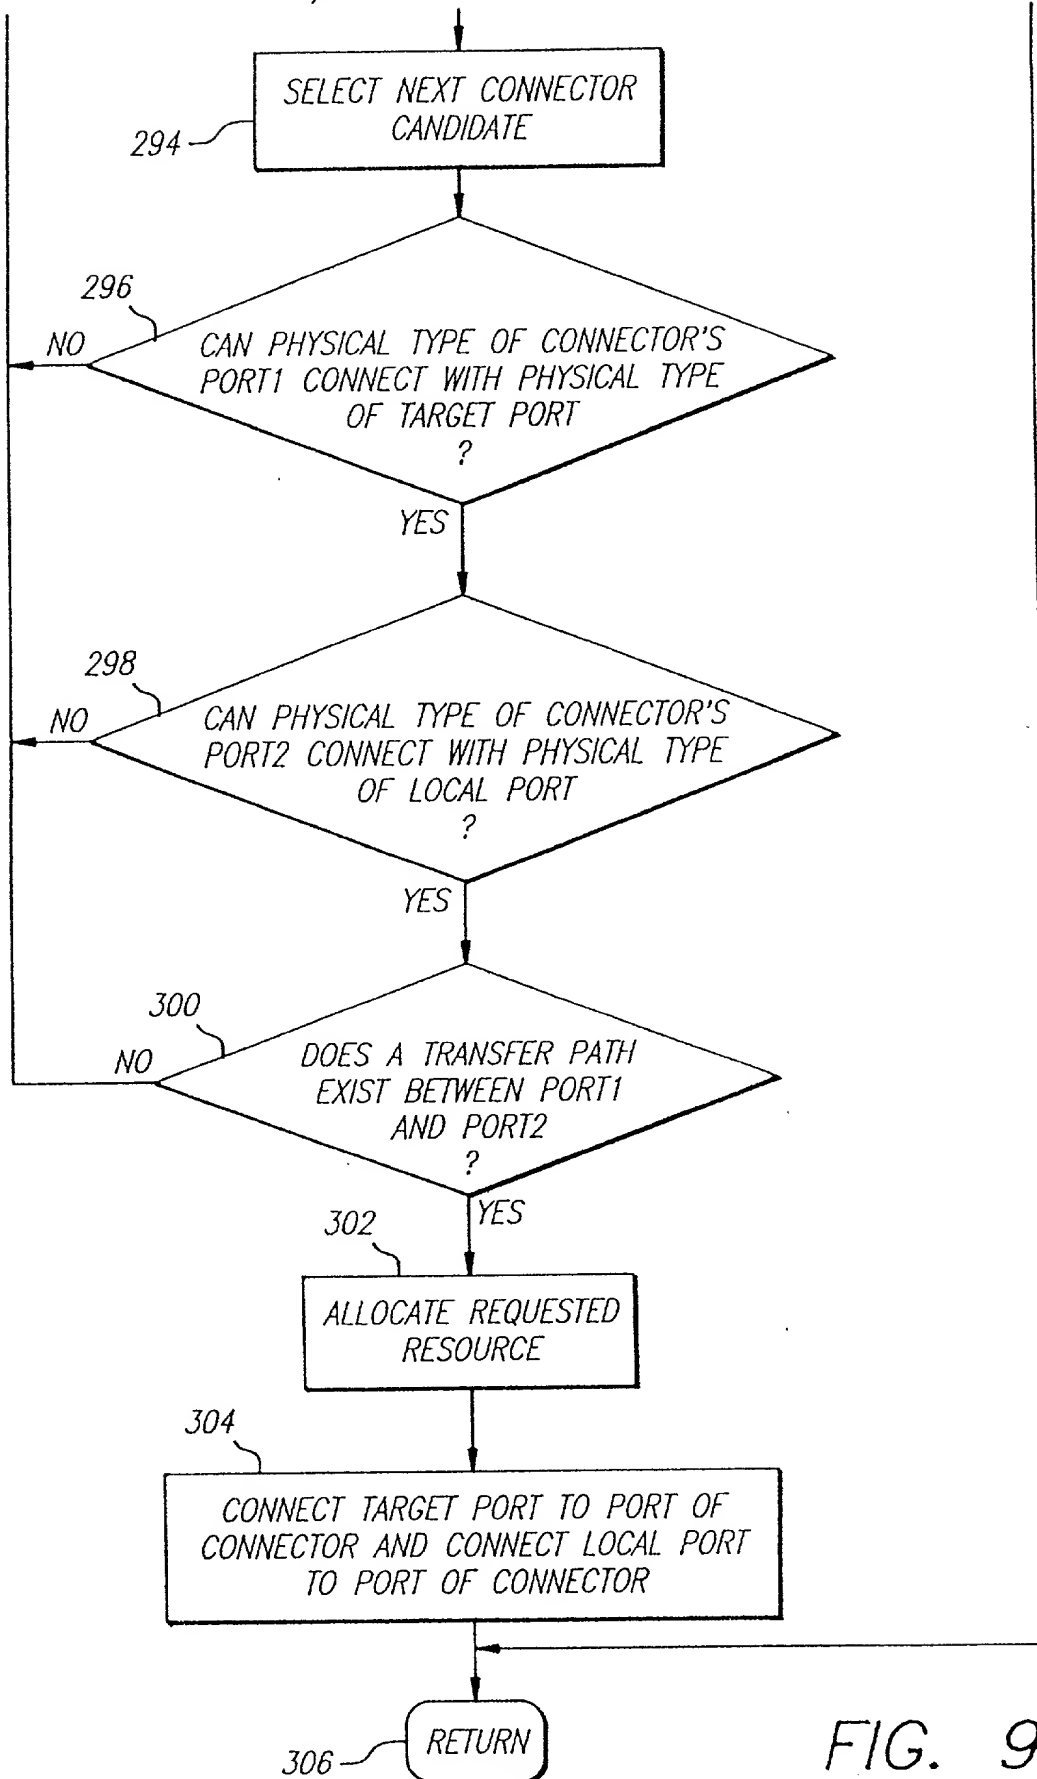 SELECT NEXT CONNECTOR
CANDIDATE
294
296
NO
CAN PHYSICAL TYPE OF CONNECTOR'S
PORT1 CONNECT WITH PHYSICAL TYPE
OF TARGET PORT
?
YES
298
NO
CAN PHYSICAL TYPE OF CONNECTOR'S
PORT2 CONNECT WITH PHYSICAL TYPE
OF LOCAL PORT
?
YES
300
NO
DOES A TRANSFER PATH
EXIST BETWEEN PORT1
AND PORT2
?
YES
302
ALLOCATE REQUESTED
RESOURCE
304
CONNECT TARGET PORT TO PORT OF
CONNECTOR AND CONNECT LOCAL PORT
TO PORT OF CONNECTOR
RETURN
306
FIG. 9